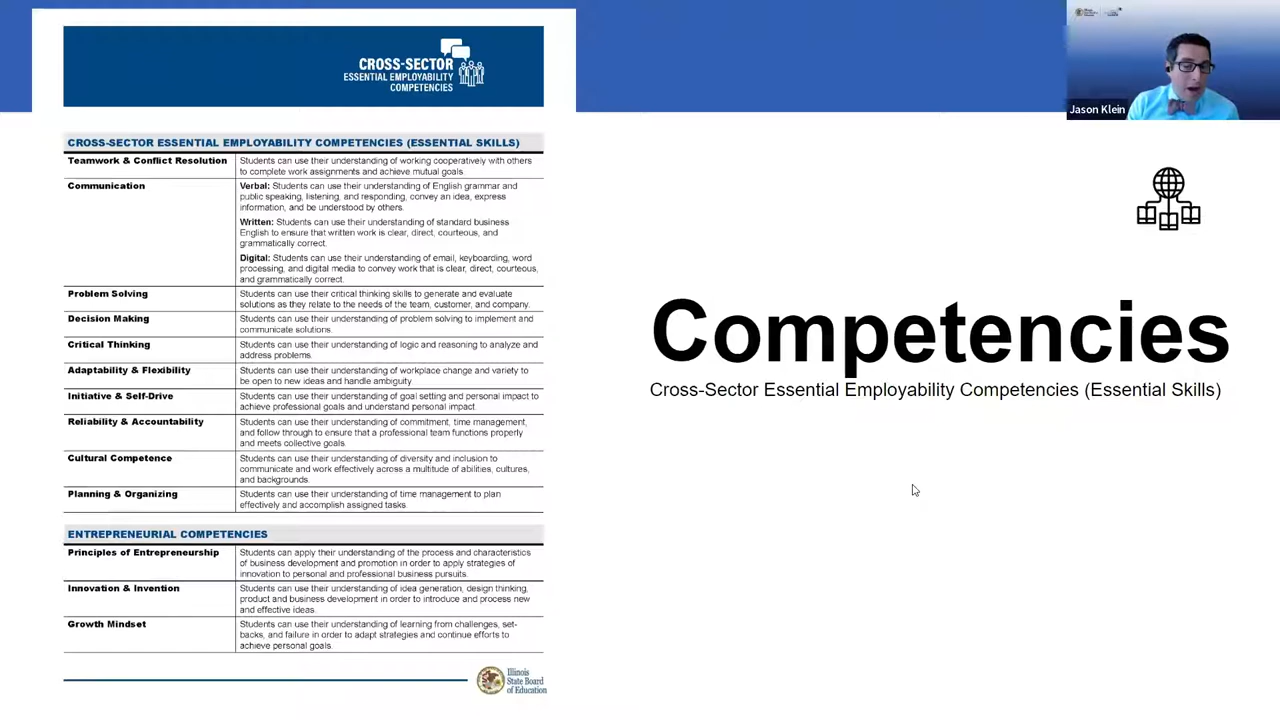 CROSS-SECTOR
ESSENTIAL EMPLOYABILITY
COMPETENCIES
CROSS-SECTOR ESSENTIAL EMPLOYABILITY COMPETENCIES (ESSENTIAL SKILLS)
Teamwork & Conflict Resolution
Students can use their understanding of working cooperatively with others
to complete work assignments and achieve mutual goals.
Communication
Verbal: Students can use their understanding of English grammar and
public speaking, listening, and responding, convey an idea, express
information, and be understood by others.
Written: Students can use their understanding of standard business
English to ensure that written work is clear, direct, courteous, and
grammatically correct.
Digital: Students can use their understanding of email, keyboarding, word
processing, and digital media to convey work that is clear, direct, courteous,
and grammatically correct.
Problem Solving
Students can use their critical thinking skills to generate and evaluate
solutions as they relate to the needs of the team, customer, and company.
Decision Making
Students can use their understanding of problem solving to implement and
communicate solutions.
Critical Thinking
Students can use their understanding of logic and reasoning to analyze and
address problems.
Adaptability & Flexibility
Students can use their understanding of workplace change and variety to
be open to new ideas and handle ambiguity
Initiative & Self-Drive
Students can use their understanding of goal setting and personal impact to
achieve professional goals and understand personal impact.
Reliability & Accountability
Students can use their understanding of commitment, time management,
and follow through to ensure that a professional team functions properly
and meets collective goals.
Cultural Competence
Students can use their understanding of diversity and inclusion to
communicate and work effectively across a multitude of abilities, cultures,
and backgrounds.
Planning & Organizing
Students can use their understanding of time management to plan
effectively and accomplish assigned tasks.
ENTREPRENEURIAL COMPETENCIES
Principles of Entrepreneurship
Students can apply their understanding of the process and characteristics
of business development and promotion in order to apply strategies of
innovation to personal and professional business pursuits.
Innovation & Invention
Students can use their understanding of idea generation, design thinking,
product and business development in order to introduce and process new
and effective ideas.
Growth Mindset
Students can use their understanding of learning from challenges, set-
backs, and failure in order to adapt strategies and continue efforts to
achieve personal goals.
Illinois
State Board
of Education
Jason Klein
Competencies
Cross-Sector Essential Employability Competencies (Essential Skills)